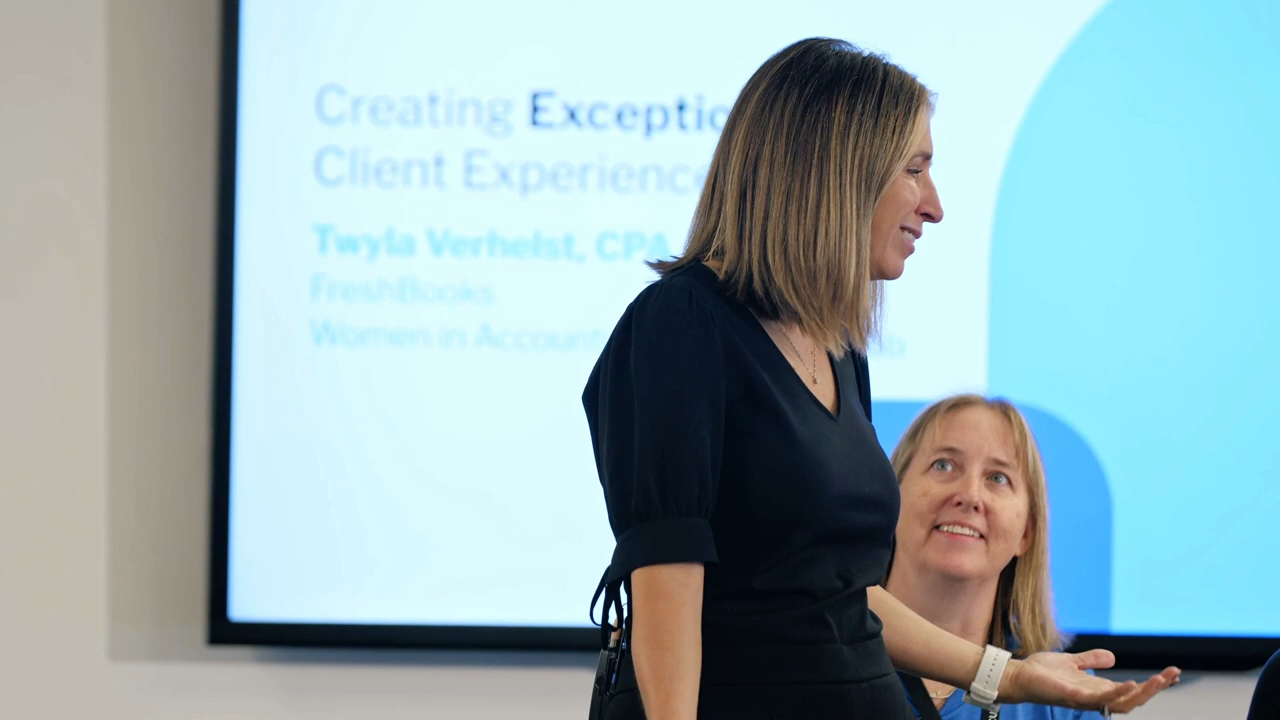 Creating Exceptio
Client Experience
Twyla Verhelst, CPA
FreshBooks
Women in Account